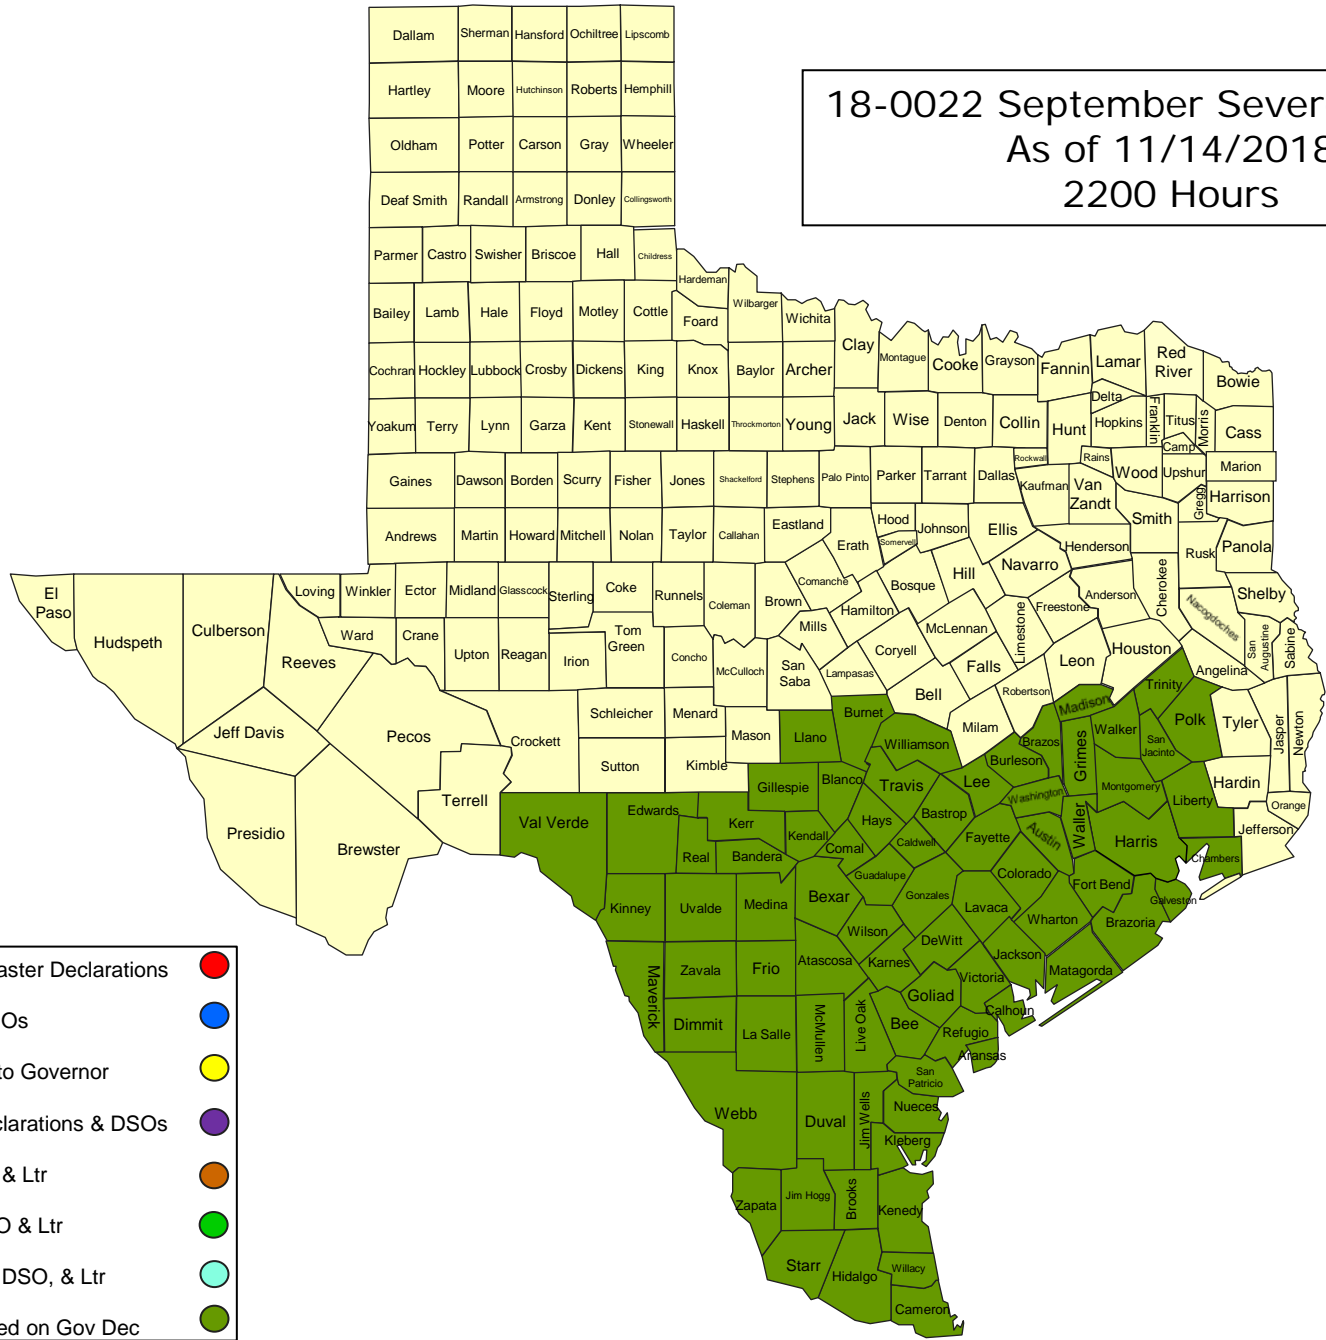 Dallam Sherman Hansford Ochiltree Lipscomb
Hartley Moore Hutchinson Roberts Hemphill
18-0022 September Sever
As of 11/14/2018
2200 Hours
Oldham Potter Carson Gray Wheeler
Deaf Smith Randall Armstrong Donley Collingsworth
Parmer Castro Swisher Briscoe Hall Childress
Hardeman
Bailey Lamb Hale Floyd Motley Cottle Foard Wilbarger Wichita
Clay Montague Cooke Grayson Fannin Lamar Red
River
Bowie
Cochran Hockley Lubbock Crosby Dickens King Knox Baylor Archer
Delta
Yoakum Terry Lynn Garza Kent Stonewall Haskell Throckmorton Young Jack Wise Denton Collin Hunt Hopkins Franklin Titus Morris Cass
Camp
Rockwall Rains Wood Upshur Marion
Gaines Dawson Borden Scurry Fisher Jones Shackelford Stephens Palo Pinto Parker Tarrant Dallas Kaufman Van
Zandt
Gregg Harrison
Andrews Martin Howard Mitchell Nolan Taylor Callahan Eastland Erath Hood Somervell Johnson Ellis Henderson Smith Rusk Panola
El
Paso
Hudspeth Culberson Loving Winkler Ector Midland Glasscock Sterling Coke Runnels Coleman Brown Comanche Hamilton Bosque Hill Navarro Freestone Anderson Cherokee Nacogdoches Shelby
Reeves Ward Crane Upton Reagan Irion Tom
Green
Concho McCulloch San
Saba
Mills Lampasas Coryell McLennan Limestone Falls Leon Houston Angelina San
Augustine
Sabine
Jeff Davis Pecos Crockett Schleicher Menard Mason Llano Burnet Bell Williamson Milam Robertson Brazos Madison Grimes Walker Trinity San
Jacinto
Polk Tyler Jasper Newton
Sutton Kimble Gillespie Blanco Travis Lee Burleson Washington Montgomery Liberty Hardin Orange
Presidio Brewster Terrell Val Verde Edwards Kerr Kendall Hays Bastrop Caldwell Fayette Austin Waller Harris Chambers Jefferson
Real Bandera Comal Guadalupe Gonzales Colorado Fort Bend Galveston
Kinney Uvalde Medina Bexar Wilson Lavaca Wharton Brazoria
Maverick Zavala Frio Atascosa Karnes DeWitt Jackson Matagorda
Dimmit La Salle McMullen Live Oak Bee Goliad Victoria Calhoun
Refugio
Aransas
San
Patricio
Webb Duval Jim Wells Nueces
Kleberg
Zapata Jim Hogg Brooks Kenedy
Starr Hidalgo Willacy
Cameron
aster Declarations
Os
to Governor
clarations & DSOs
& Ltr
O & Ltr
DSO, & Ltr
ed on Gov Dec